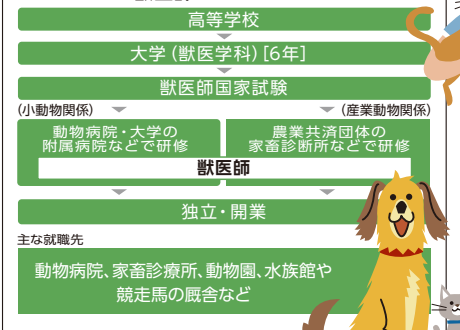 高等学校
大学（獣医学科）[6年]
獣医師国家試験
(小動物関係)
(産業動物関係)
動物病院・大学の
附属病院などで研修
農業共済団体の
家畜診断所などで研修
獣医師
独立・開業
主な就職先
動物病院、家畜診療所、動物園、水族館や
競走馬の厩舎など